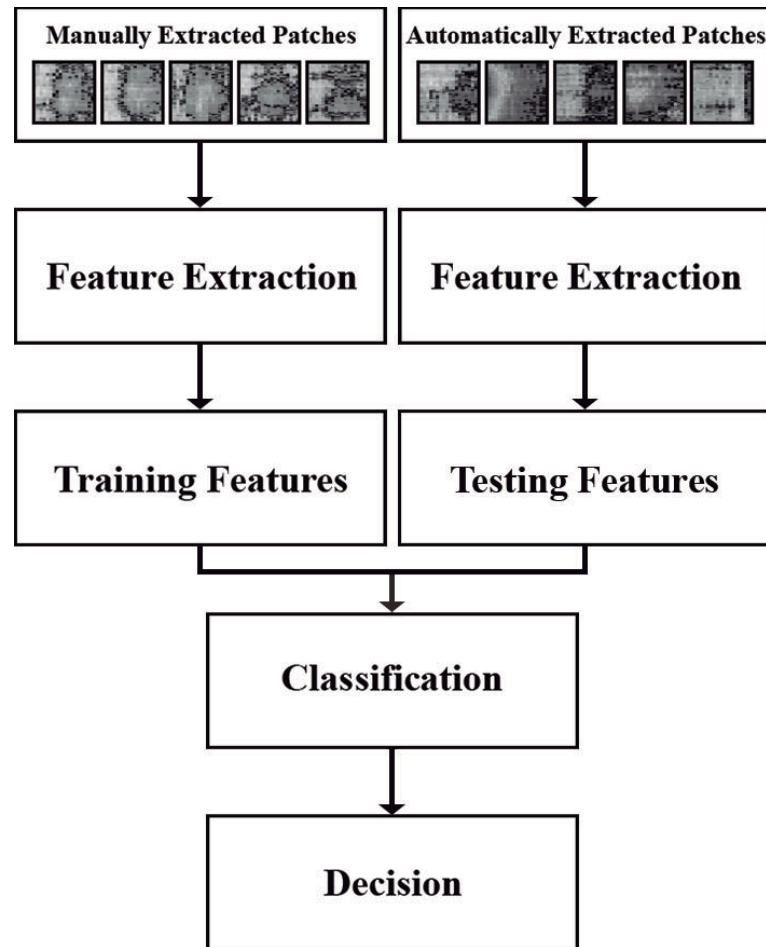 Manually Extracted Patches
Automatically Extracted Patches
Feature Extraction
Feature Extraction
Training Features
Testing Features
Classification
Decision